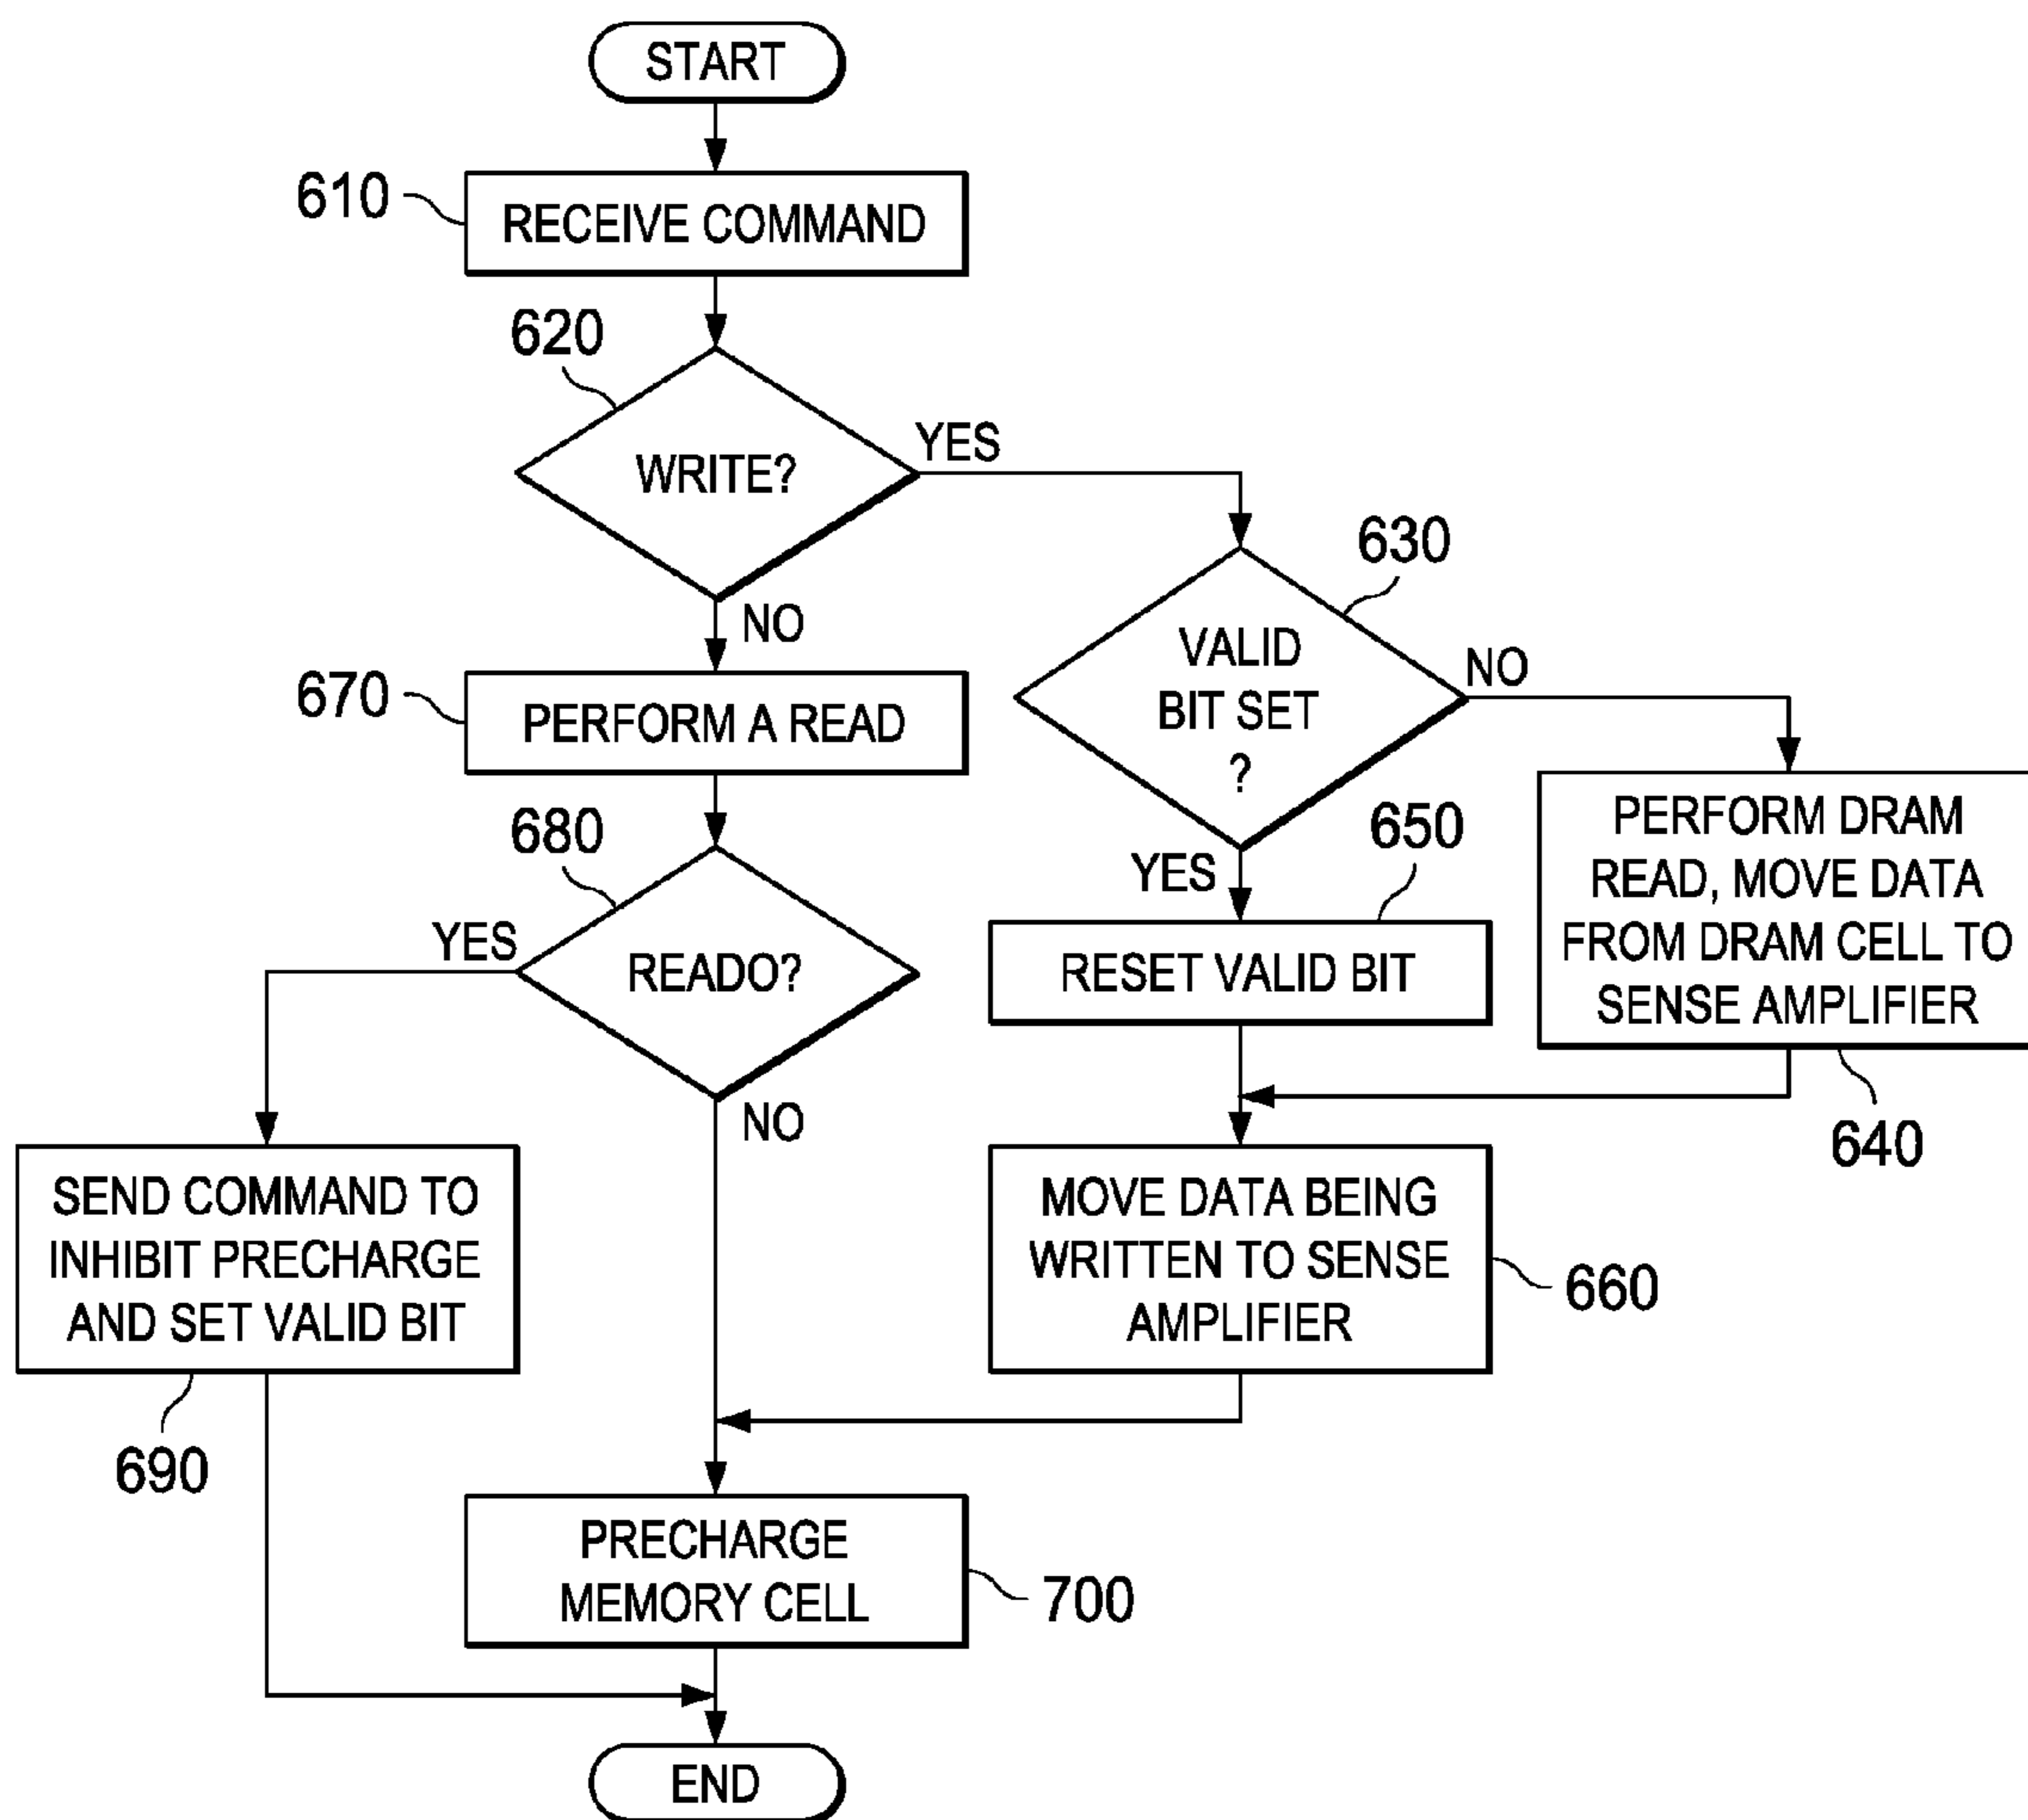 START
610
RECEIVE COMMAND
620
WRITE?
YES
NO
630
VALID
BIT SET
?
NO
YES
670
PERFORM A READ
680
READO?
YES
NO
650
RESET VALID BIT
PERFORM DRAM
READ, MOVE DATA
FROM DRAM CELL TO
SENSE AMPLIFIER
640
SEND COMMAND TO
INHIBIT PRECHARGE
AND SET VALID BIT
690
MOVE DATA BEING
WRITTEN TO SENSE
AMPLIFIER
660
PRECHARGE
MEMORY CELL
700
END